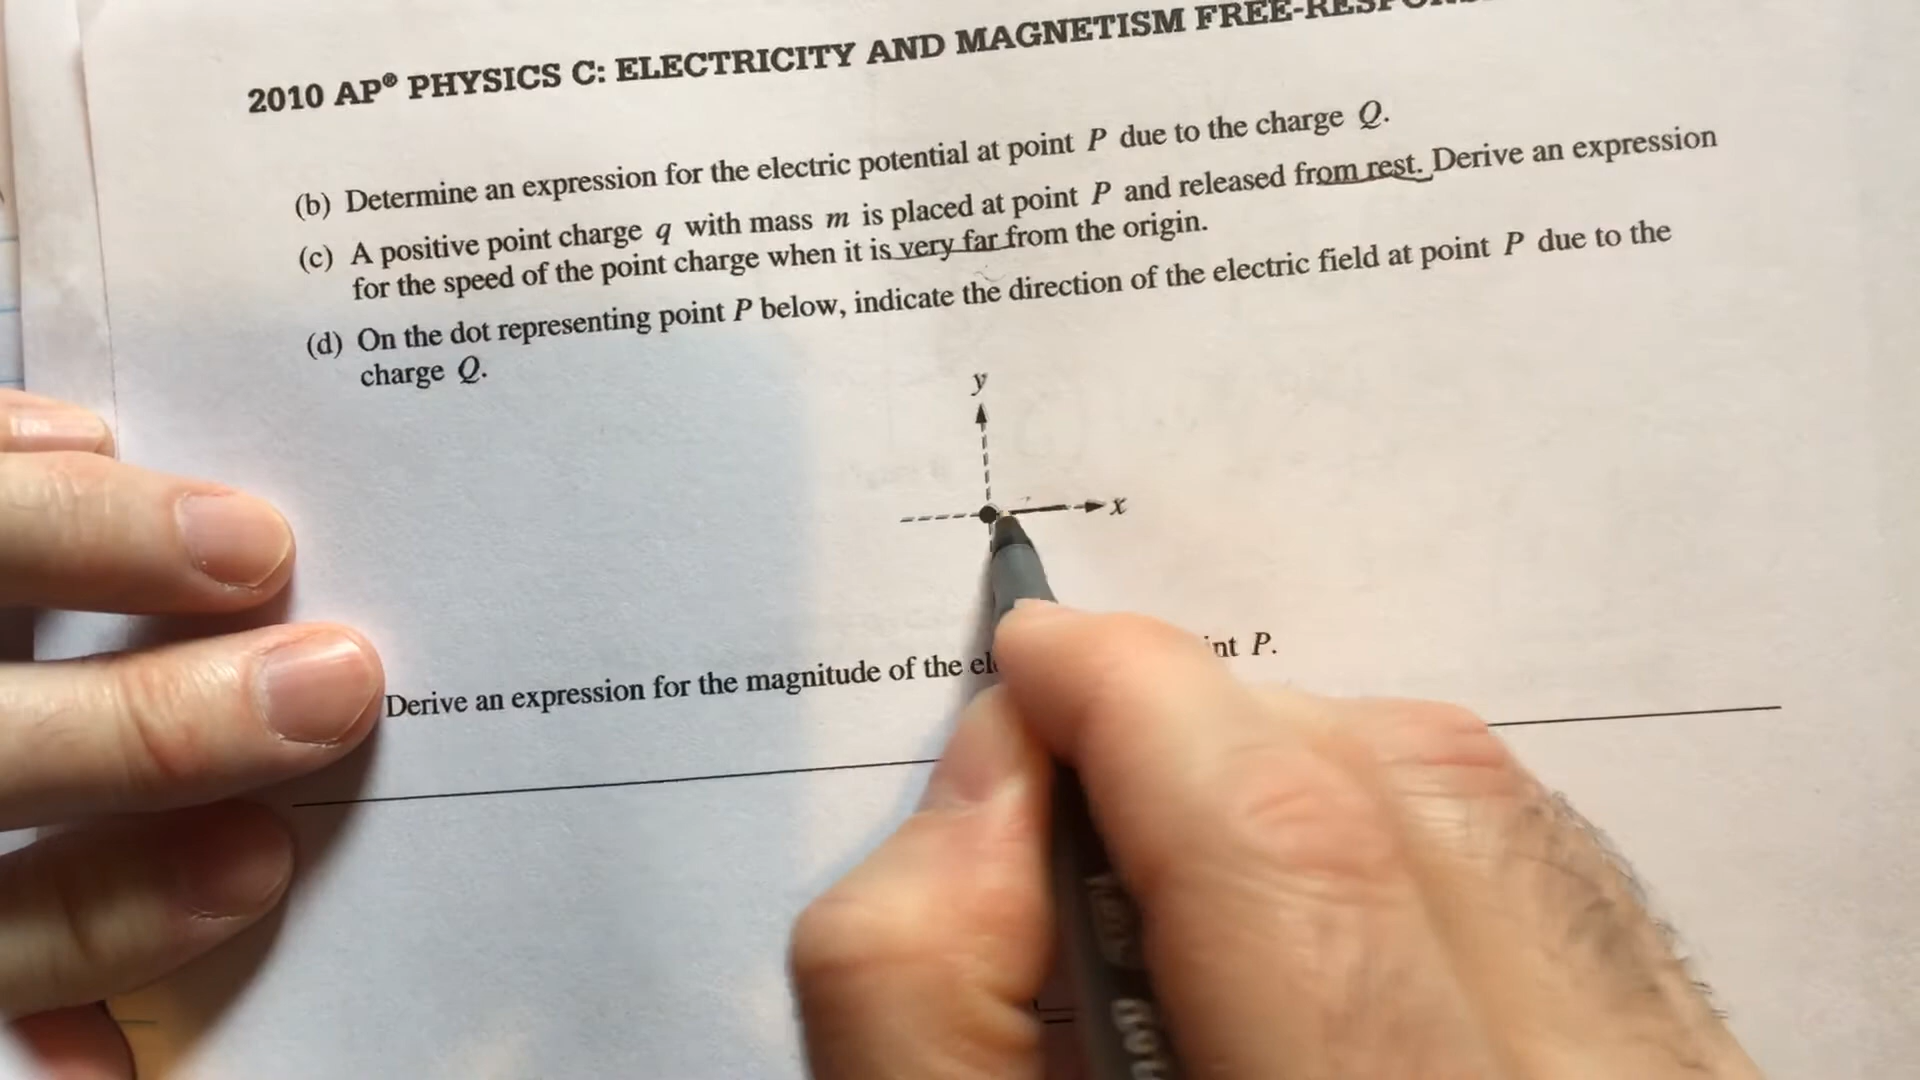 2010 AP® PHYSICS C: ELECTRICITY AND MAGNETISM
(b) Determine an expression for the electric potential at point P due to the charge Q.
(c) A positive point charge q with mass m is placed at point P and released from rest. Derive an expression
for the speed of the point charge when it is very far from the origin.
(d) On the dot representing point P below, indicate the direction of the electric field at point P due to the
charge Q.
y
x
Derive an expression for the magnitude of the P.